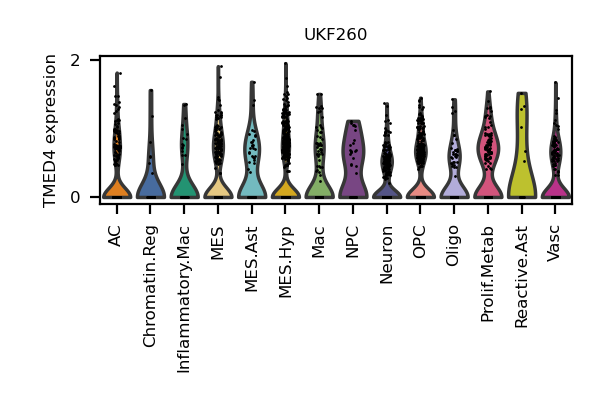 UKF260
TMED4 expression
2
0
AC
Chromatin.Reg
Inflammatory.Mac
MES
MES.Ast
MES.Hyp
Mac
NPC
Neuron
OPC
Oligo
Prolif.Metab
Reactive.Ast
Vasc